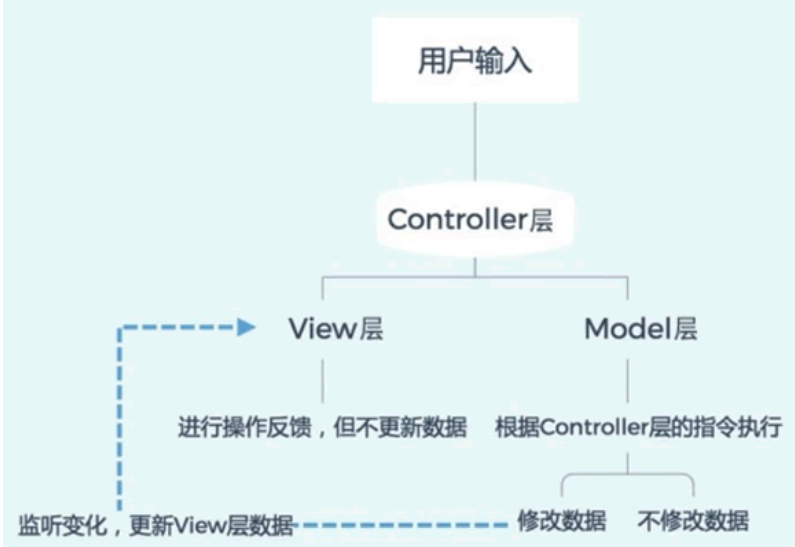 用户输入
Controller层
View层
Model层
进行操作反馈，但不更新数据
根据Controller层的指令执行
监听变化，更新View层数据
修改数据
不修改数据